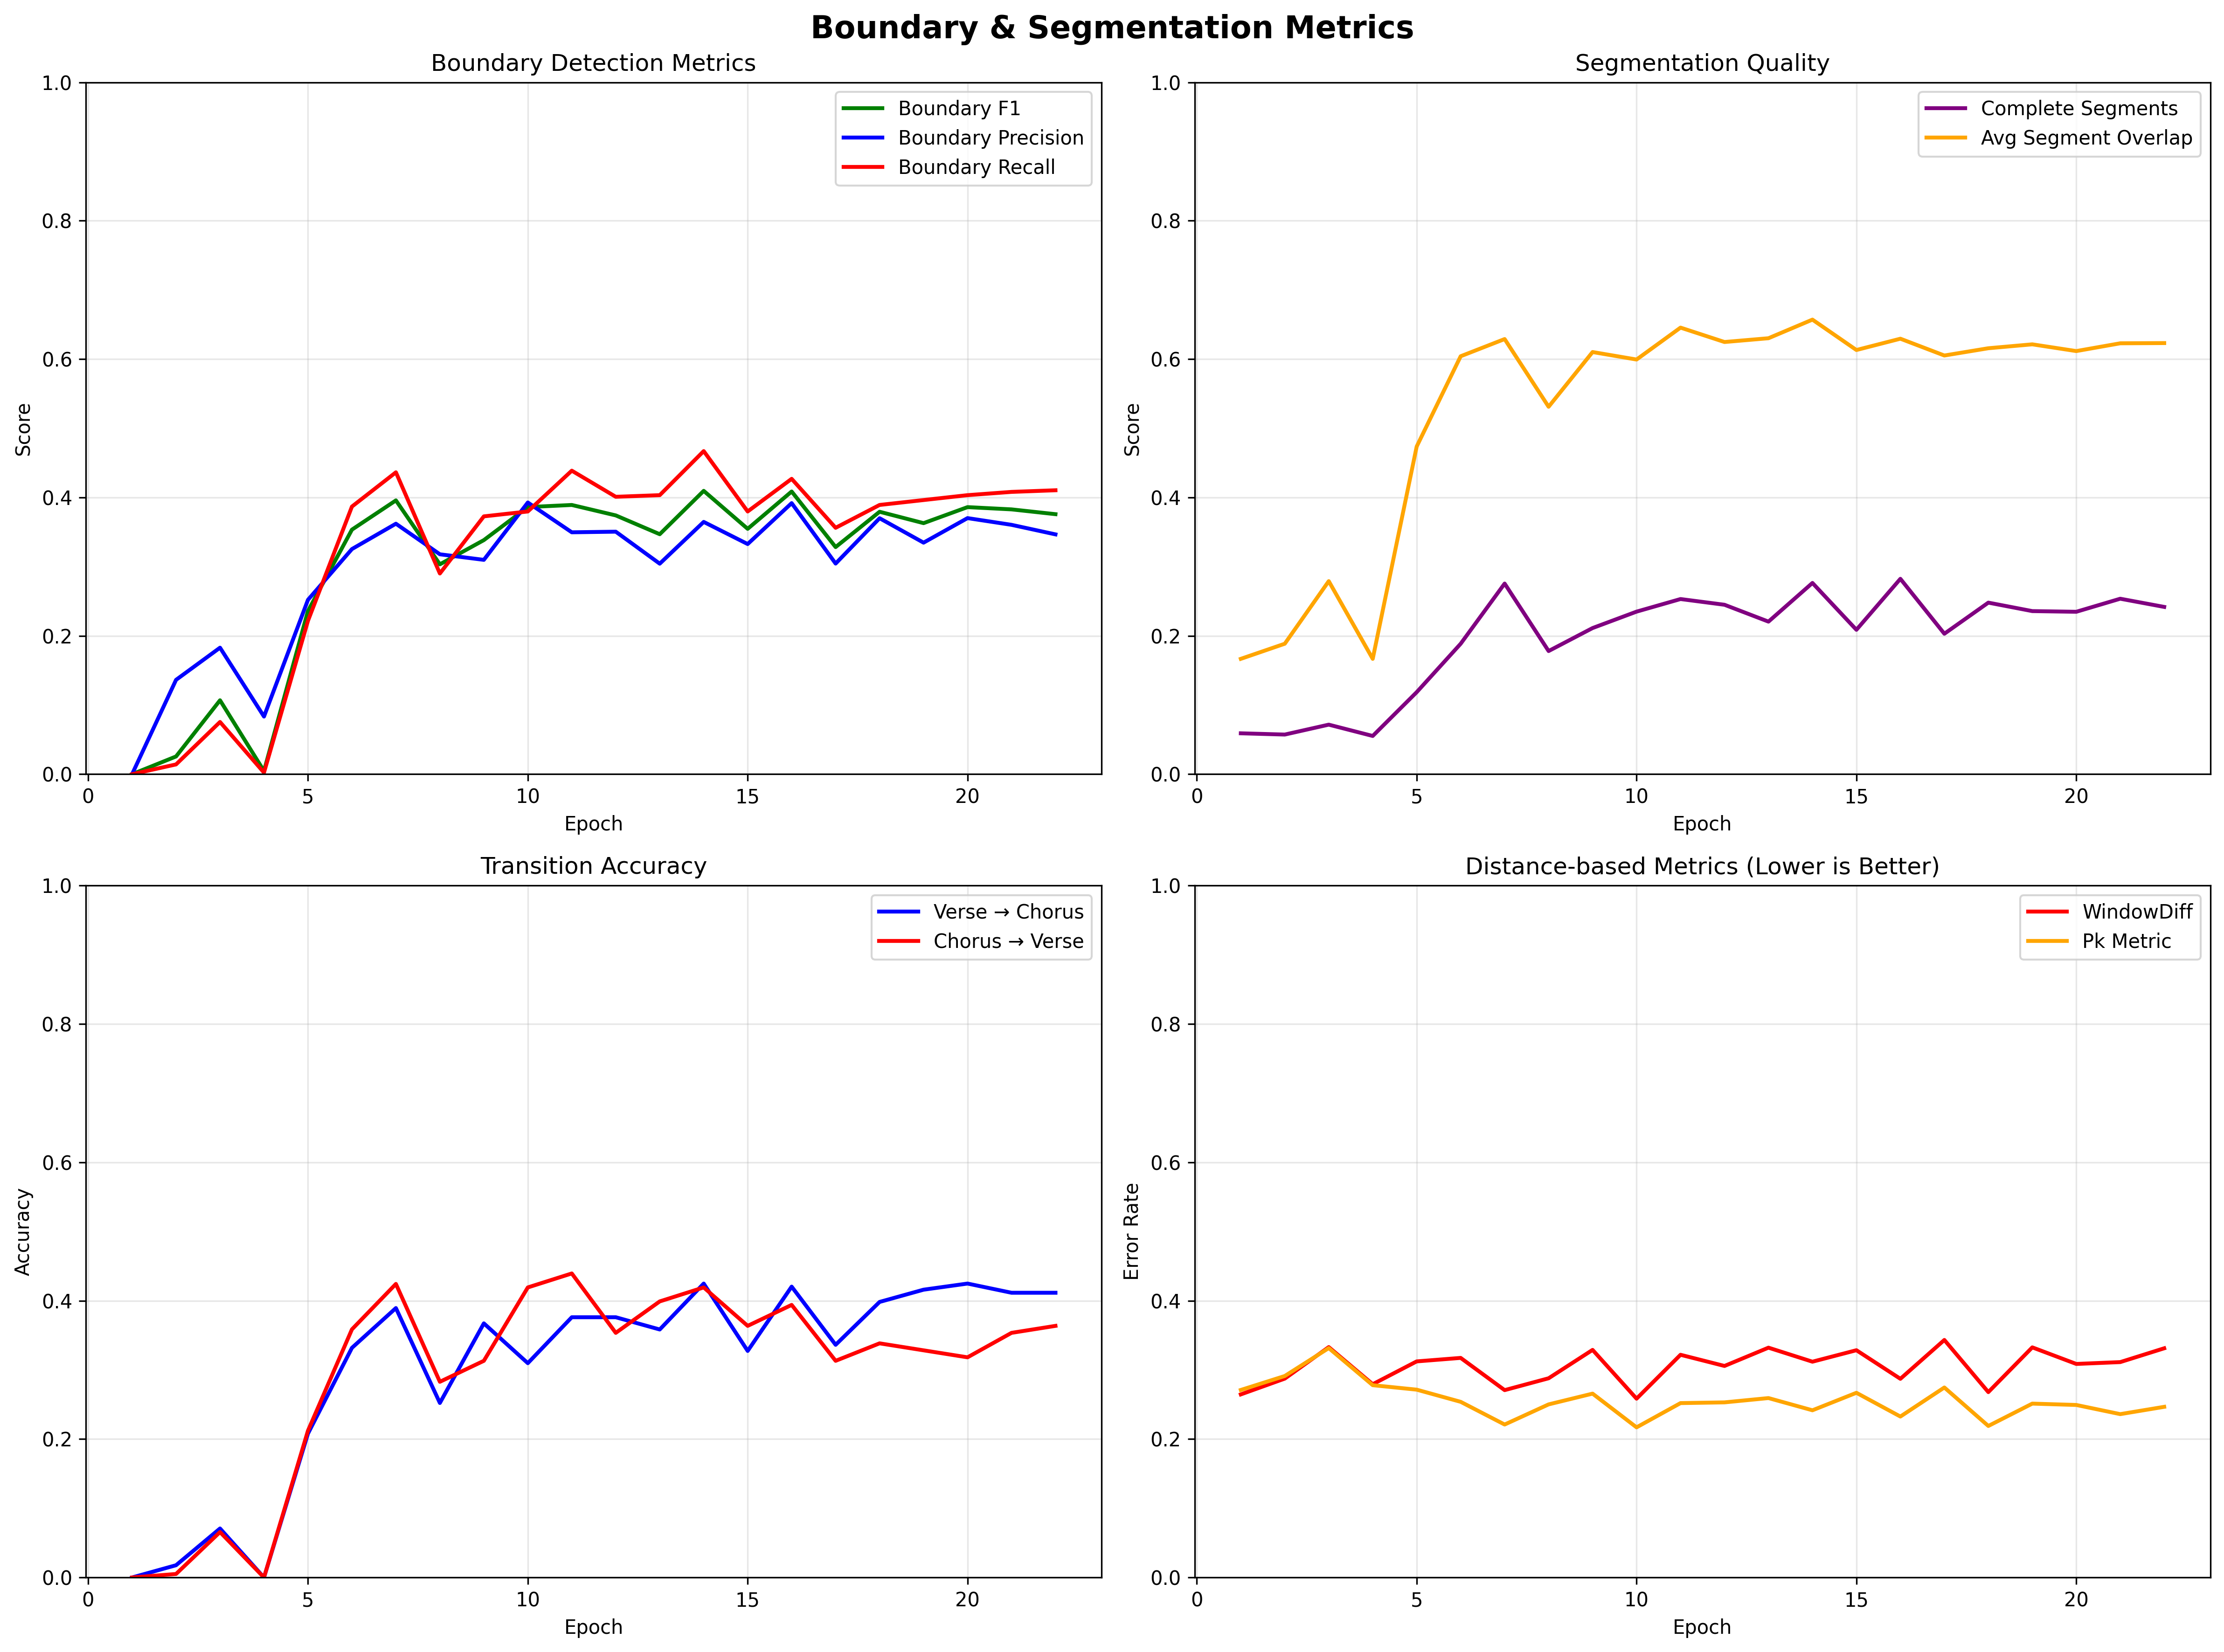 Boundary & Segmentation Metrics
Boundary Detection Metrics
1.0
0.8
0.6
0.4
0.2
0.0
Score
0
5
10
15
20
Epoch
Boundary F1
Boundary Precision
Boundary Recall
Segmentation Quality
1.0
0.8
0.6
0.4
0.2
0.0
Score
0
5
10
15
20
Epoch
Complete Segments
Avg Segment Overlap
Transition Accuracy
1.0
0.8
0.6
0.4
0.2
0.0
Accuracy
0
5
10
15
20
Epoch
Verse → Chorus
Chorus → Verse
Distance-based Metrics (Lower is Better)
1.0
0.8
0.6
0.4
0.2
0.0
Error Rate
0
5
10
15
20
Epoch
WindowDiff
Pk Metric